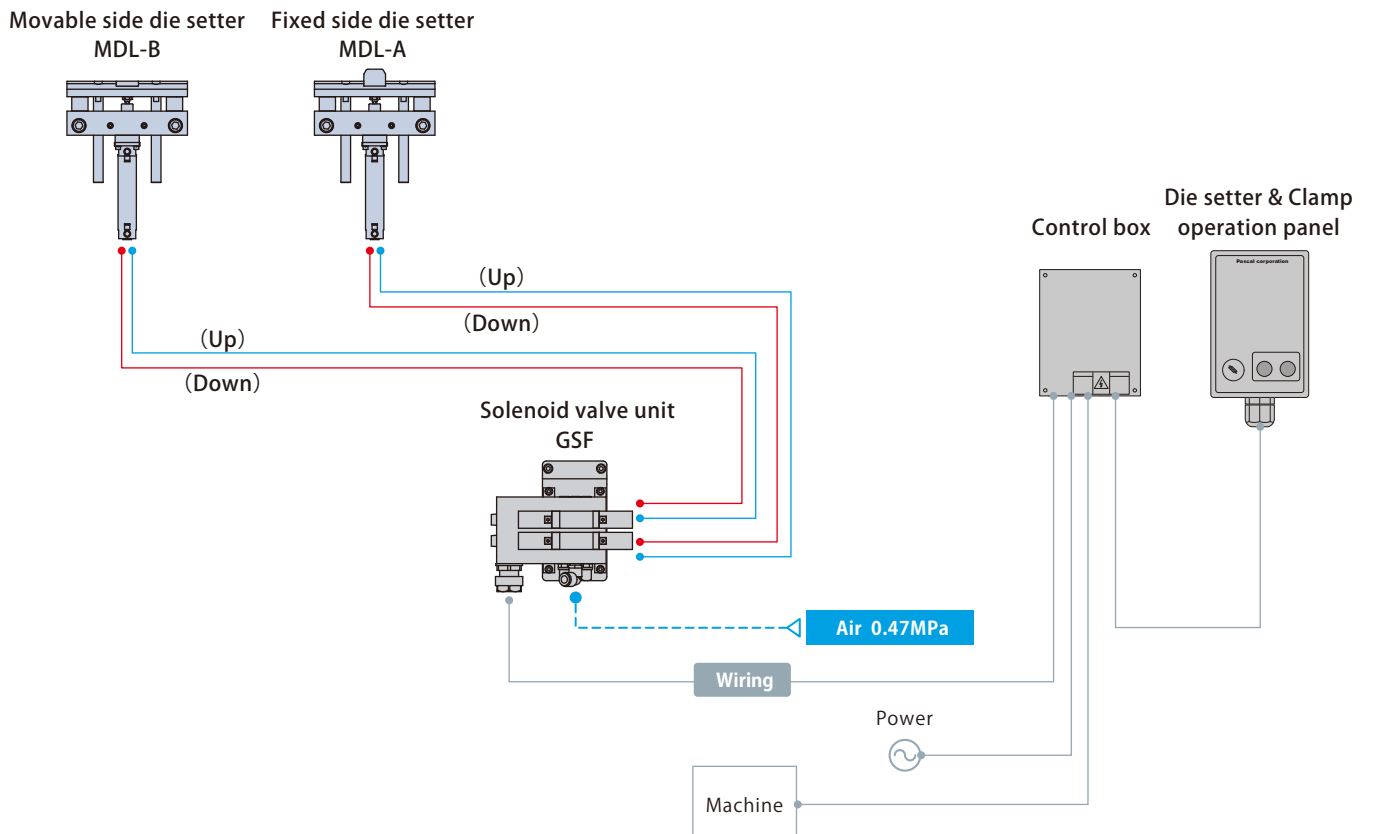 Movable side die setter
MDL-B
Fixed side die setter
MDL-A
Die setter & Clamp
operation panel
Control box
Pascal corporation
(Up)
(Down)
(Up)
(Down)
Solenoid valve unit
GSF
Air 0.47MPa
Wiring
Power
Machine